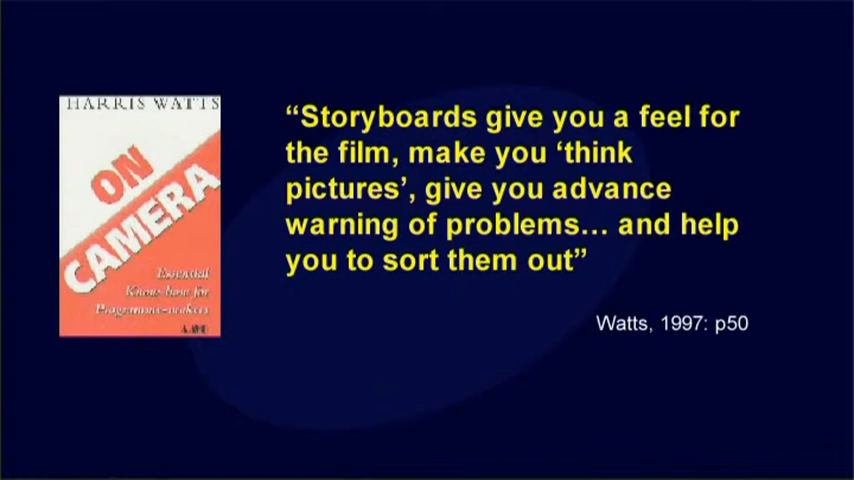 HARRIS WATTS
ON
CAMERA
Essential
Know-how for
Programme-makers
“Storyboards give you a feel for
the film, make you ‘think
pictures’, give you advance
warning of problems... and help
you to sort them out”
Watts, 1997: p50